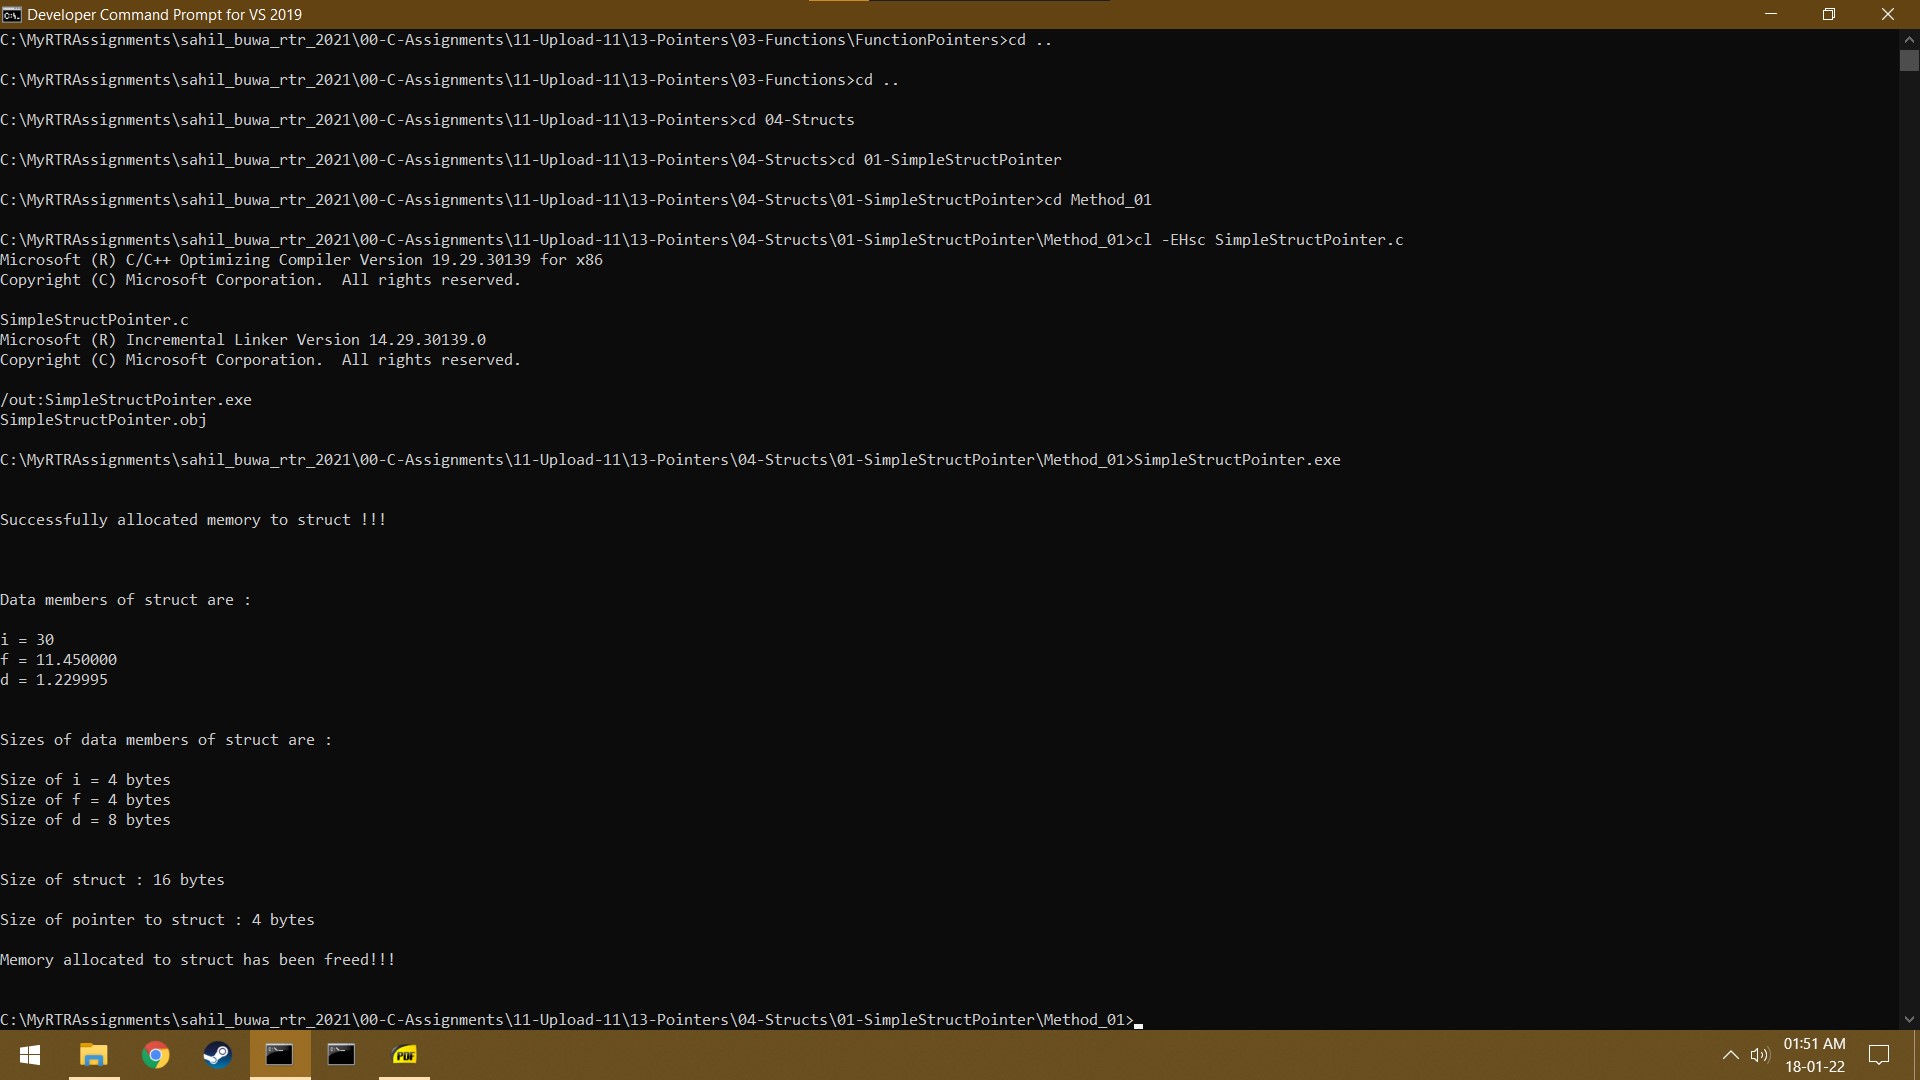 Developer Command Prompt for VS 2019
C:\MyRTRAssignments\sahil_buwa_rtr_2021\00-C-Assignments\11-Upload-11\13-Pointers\03-Functions\FunctionPointers>cd ..
C:\MyRTRAssignments\sahil_buwa_rtr_2021\00-C-Assignments\11-Upload-11\13-Pointers\03-Functions>cd ..
C:\MyRTRAssignments\sahil_buwa_rtr_2021\00-C-Assignments\11-Upload-11\13-Pointers>cd 04-Structs
C:\MyRTRAssignments\sahil_buwa_rtr_2021\00-C-Assignments\11-Upload-11\13-Pointers\04-Structs>cd 01-SimpleStructPointer
C:\MyRTRAssignments\sahil_buwa_rtr_2021\00-C-Assignments\11-Upload-11\13-Pointers\04-Structs\01-SimpleStructPointer>cd Method_01
C:\MyRTRAssignments\sahil_buwa_rtr_2021\00-C-Assignments\11-Upload-11\13-Pointers\04-Structs\01-SimpleStructPointer\Method_01>cl -EHsc SimpleStructPointer.c
Microsoft (R) C/C++ Optimizing Compiler Version 19.29.30139 for x86
Copyright (C) Microsoft Corporation.  All rights reserved.
SimpleStructPointer.c
Microsoft (R) Incremental Linker Version 14.29.30139.0
Copyright (C) Microsoft Corporation.  All rights reserved.
/out:SimpleStructPointer.exe
SimpleStructPointer.obj
C:\MyRTRAssignments\sahil_buwa_rtr_2021\00-C-Assignments\11-Upload-11\13-Pointers\04-Structs\01-SimpleStructPointer\Method_01>SimpleStructPointer.exe
Successfully allocated memory to struct !!!
Data members of struct are :
i = 30
f = 11.450000
d = 1.229995
Sizes of data members of struct are :
Size of i = 4 bytes
Size of f = 4 bytes
Size of d = 8 bytes
Size of struct : 16 bytes
Size of pointer to struct : 4 bytes
Memory allocated to struct has been freed!!!
C:\MyRTRAssignments\sahil_buwa_rtr_2021\00-C-Assignments\11-Upload-11\13-Pointers\04-Structs\01-SimpleStructPointer\Method_01>
PDF
01:51 AM
18-01-22